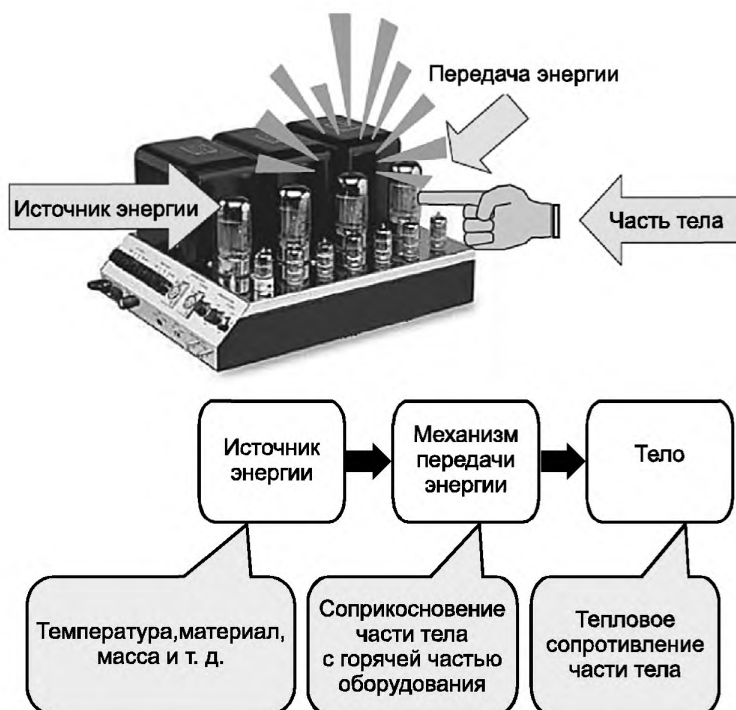 Передача энергии
Источник энергии
Часть тела
Источник
энергии
Механизм
передачи
энергии
Тело
Температура,материал,
масса и т. д.
Соприкосновение
части тела
с горячей частью
оборудования
Тепловое
сопротивление
части тела